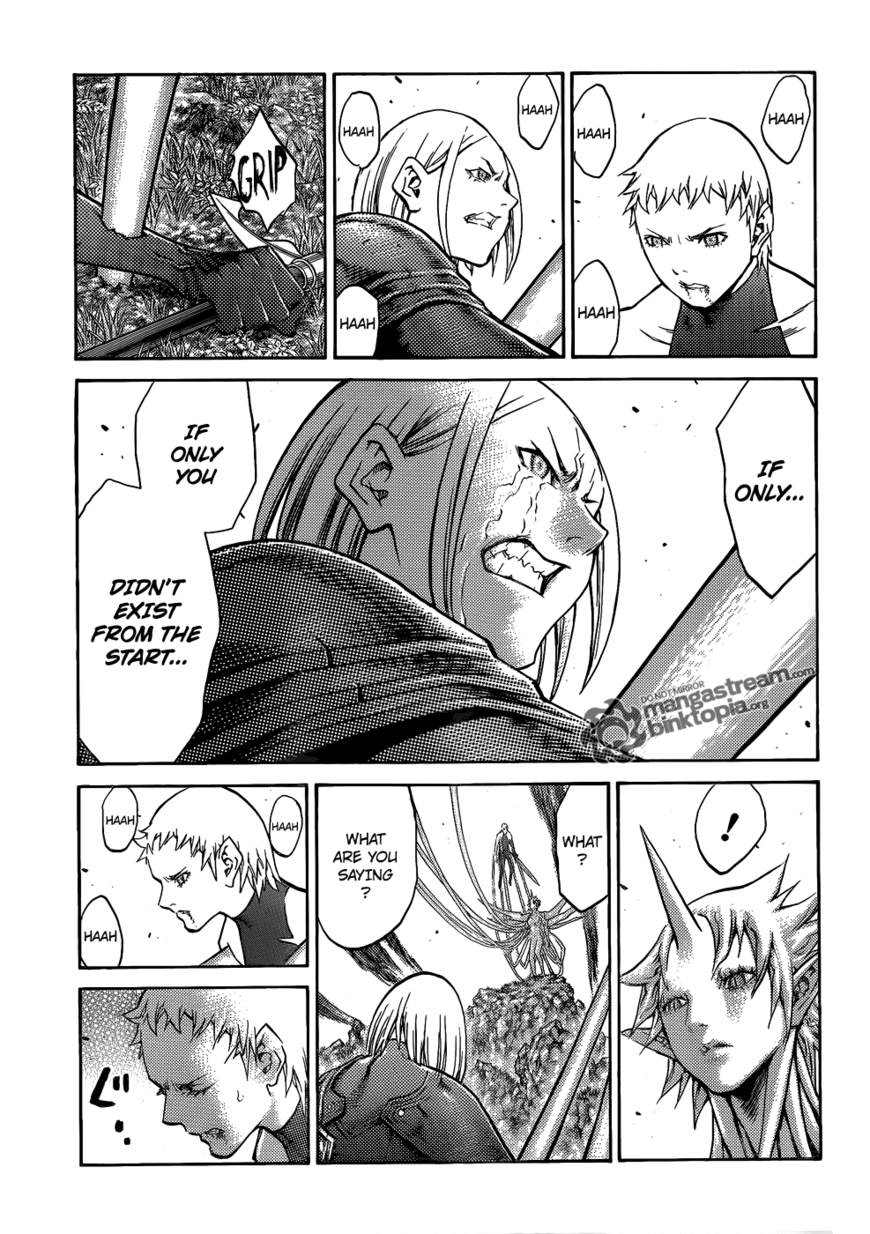 HAAH
HAAH
HAAH
HAAH
HAAH
HAAH
GRIP
IF
ONLY...
IF
ONLY
YOU
DIDN'T
EXIST
FROM THE
START...
DO NOT MIRROR
mangastream.com
binktopia.org
!
WHAT
?
WHAT
ARE YOU
SAYING
?
HAAH
HAAH
HAAH
グ・・